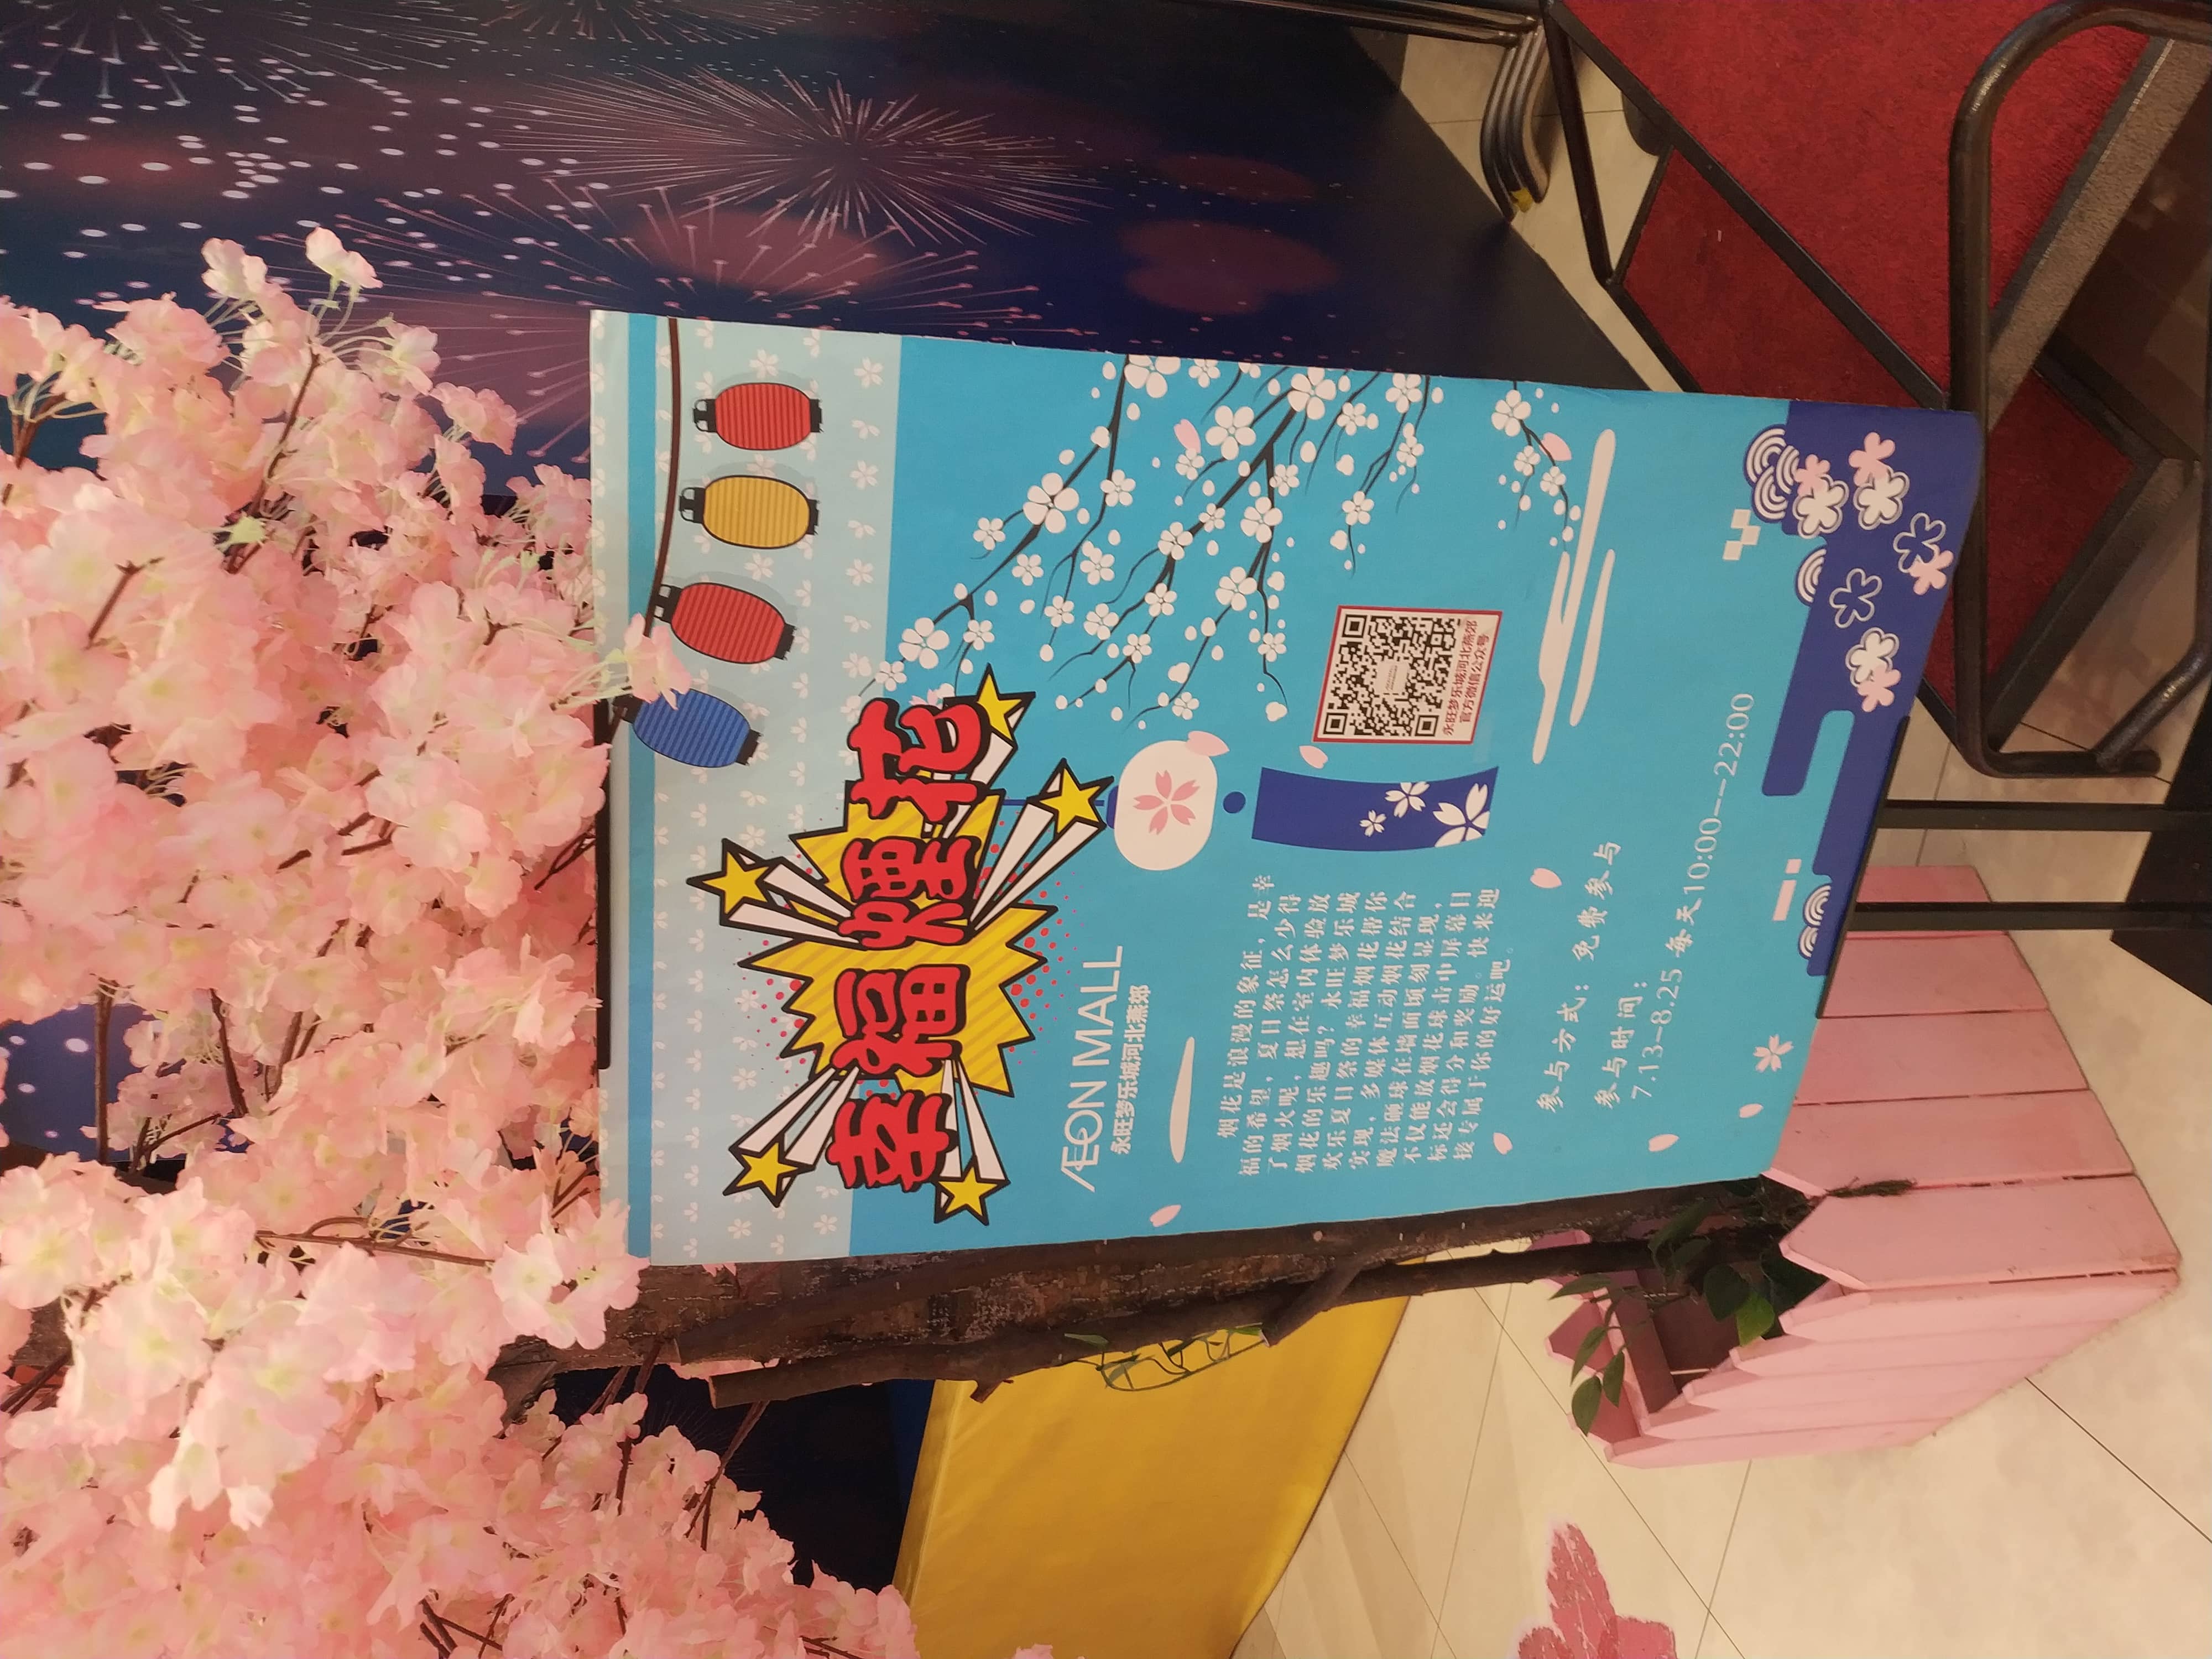 幸福煙花
ÆON MALL
永旺梦乐城河北燕郊
烟花是浪漫的象征，是幸
福的希望，夏日祭怎么少得
了烟火呢，想在室内体验放
烟花的乐趣吗？永旺梦乐城
欢乐夏日祭的幸福烟花帮你
实现，多媒体互动烟花结合
魔法砸球在墙面顷刻显现，
不仅能放烟花球击中屏幕目
标还会得分和奖励。快来迎
接专属于你的好运吧。
永旺梦乐城河北燕郊
官方微信公众号
参与方式：免费参与
参与时间：
7.13-8.25 每天10:00--22:00